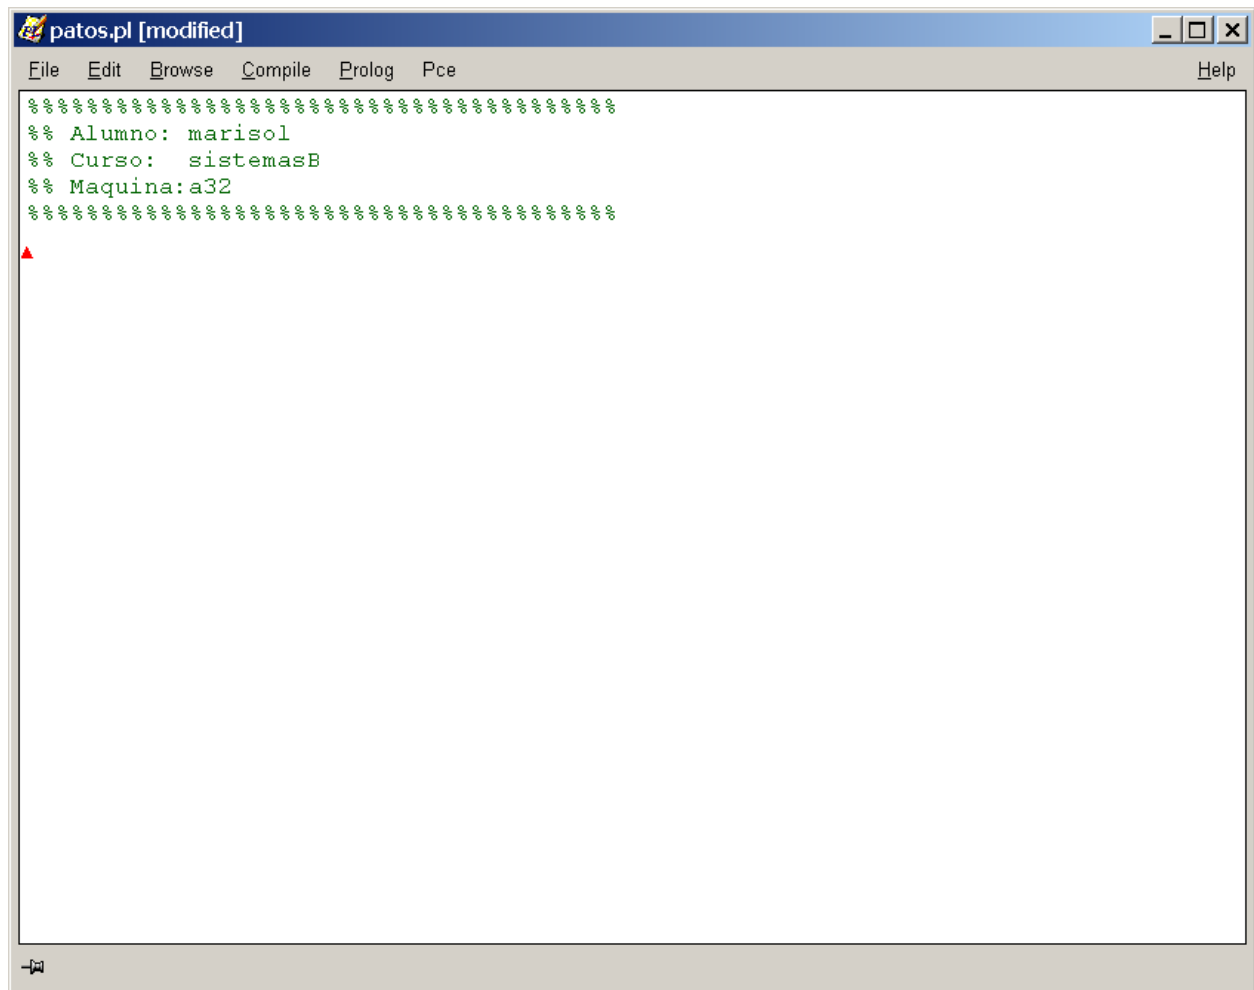 patos.pl [modified]
File Edit Browse Compile Prolog Pce Help
%%%%%%%%%%%%%%%%%%%%%%%%%%%%%%%%%%%%%%%%
%% Alumno: marisol
%% Curso:  sistemasB
%% Maquina:a32
%%%%%%%%%%%%%%%%%%%%%%%%%%%%%%%%%%%%%%%%